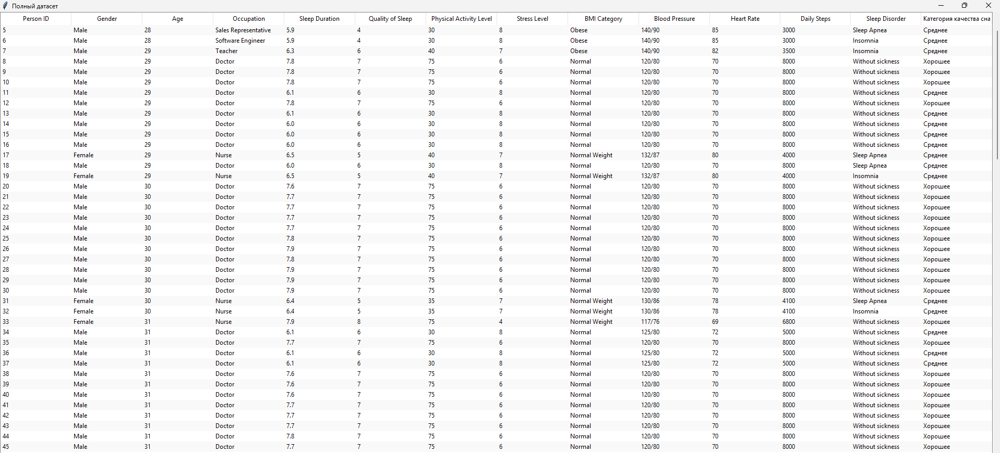 Полный датасет
Person ID Gender Age Occupation Sleep Duration Quality of Sleep Physical Activity Level Stress Level BMI Category Blood Pressure Heart Rate Daily Steps Sleep Disorder Категория качества сна
5 Male 28 Sales Representative 5.9 4 30 8 Obese 140/90 85 3000 Sleep Apnea Среднее
6 Male 28 Software Engineer 5.9 4 30 8 Obese 140/90 85 3000 Insomnia Среднее
7 Male 29 Teacher 6.3 6 40 7 Obese 140/90 82 3500 Insomnia Среднее
8 Male 29 Doctor 7.8 7 75 6 Normal 120/80 70 8000 Without sickness Хорошее
9 Male 29 Doctor 7.8 7 75 6 Normal 120/80 70 8000 Without sickness Хорошее
10 Male 29 Doctor 7.8 7 75 6 Normal 120/80 70 8000 Without sickness Хорошее
11 Male 29 Doctor 6.1 6 30 8 Normal 120/80 70 8000 Without sickness Среднее
12 Male 29 Doctor 7.8 7 75 6 Normal 120/80 70 8000 Without sickness Хорошее
13 Male 29 Doctor 6.1 6 30 8 Normal 120/80 70 8000 Without sickness Среднее
14 Male 29 Doctor 6.0 6 30 8 Normal 120/80 70 8000 Without sickness Среднее
15 Male 29 Doctor 6.0 6 30 8 Normal 120/80 70 8000 Without sickness Среднее
16 Male 29 Doctor 6.0 6 30 8 Normal 120/80 70 8000 Without sickness Среднее
17 Female 29 Nurse 6.5 5 40 7 Normal Weight 132/87 80 4000 Sleep Apnea Среднее
18 Male 29 Doctor 6.0 6 30 8 Normal 120/80 70 8000 Sleep Apnea Среднее
19 Female 29 Nurse 6.5 5 40 7 Normal Weight 132/87 80 4000 Insomnia Среднее
20 Male 30 Doctor 7.6 7 75 6 Normal 120/80 70 8000 Without sickness Хорошее
21 Male 30 Doctor 7.7 7 75 6 Normal 120/80 70 8000 Without sickness Хорошее
22 Male 30 Doctor 7.7 7 75 6 Normal 120/80 70 8000 Without sickness Хорошее
23 Male 30 Doctor 7.7 7 75 6 Normal 120/80 70 8000 Without sickness Хорошее
24 Male 30 Doctor 7.7 7 75 6 Normal 120/80 70 8000 Without sickness Хорошее
25 Male 30 Doctor 7.8 7 75 6 Normal 120/80 70 8000 Without sickness Хорошее
26 Male 30 Doctor 7.9 7 75 6 Normal 120/80 70 8000 Without sickness Хорошее
27 Male 30 Doctor 7.8 7 75 6 Normal 120/80 70 8000 Without sickness Хорошее
28 Male 30 Doctor 7.9 7 75 6 Normal 120/80 70 8000 Without sickness Хорошее
29 Male 30 Doctor 7.9 7 75 6 Normal 120/80 70 8000 Without sickness Хорошее
30 Male 30 Doctor 7.9 7 75 6 Normal 120/80 70 8000 Without sickness Хорошее
31 Female 30 Nurse 6.4 5 35 7 Normal Weight 130/86 78 4100 Sleep Apnea Среднее
32 Female 30 Nurse 6.4 5 35 7 Normal Weight 130/86 78 4100 Insomnia Среднее
33 Female 31 Nurse 7.9 8 75 4 Normal Weight 117/76 69 6800 Without sickness Хорошее
34 Male 31 Doctor 6.1 6 30 8 Normal 125/80 72 5000 Without sickness Среднее
35 Male 31 Doctor 7.7 7 75 6 Normal 120/80 70 8000 Without sickness Хорошее
36 Male 31 Doctor 6.1 6 30 8 Normal 125/80 72 5000 Without sickness Среднее
37 Male 31 Doctor 6.1 6 30 8 Normal 125/80 72 5000 Without sickness Среднее
38 Male 31 Doctor 7.6 7 75 6 Normal 120/80 70 8000 Without sickness Хорошее
39 Male 31 Doctor 7.6 7 75 6 Normal 120/80 70 8000 Without sickness Хорошее
40 Male 31 Doctor 7.6 7 75 6 Normal 120/80 70 8000 Without sickness Хорошее
41 Male 31 Doctor 7.7 7 75 6 Normal 120/80 70 8000 Without sickness Хорошее
42 Male 31 Doctor 7.7 7 75 6 Normal 120/80 70 8000 Without sickness Хорошее
43 Male 31 Doctor 7.7 7 75 6 Normal 120/80 70 8000 Without sickness Хорошее
44 Male 31 Doctor 7.8 7 75 6 Normal 120/80 70 8000 Without sickness Хорошее
45 Male 31 Doctor 7.7 7 75 6 Normal 120/80 70 8000 Without sickness Хорошее